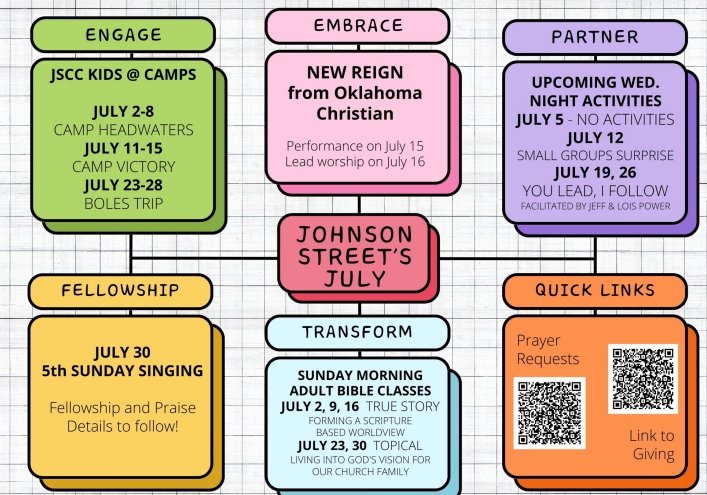 ENGAGE
JSCC KIDS @ CAMPS
JULY 2-8
CAMP HEADWATERS
JULY 11-15
CAMP VICTORY
JULY 23-28
BOLES TRIP
EMBRACE
NEW REIGN
from Oklahoma
Christian
Performance on July 15
Lead worship on July 16
PARTNER
UPCOMING WED.
NIGHT ACTIVITIES
JULY 5 - NO ACTIVITIES
JULY 12
SMALL GROUPS SURPRISE
JULY 19, 26
YOU LEAD, I FOLLOW
FACILITATED BY JEFF & LOIS POWER
JOHNSON
STREET'S
JULY
FELLOWSHIP
JULY 30
5th SUNDAY SINGING
Fellowship and Praise
Details to follow!
TRANSFORM
SUNDAY MORNING
ADULT BIBLE CLASSES
JULY 2, 9, 16 TRUE STORY
FORMING A SCRIPTURE
BASED WORLDVIEW
JULY 23, 30 TOPICAL
LIVING INTO GOD'S VISION FOR
OUR CHURCH FAMILY
QUICK LINKS
Prayer
Requests
Link to
Giving